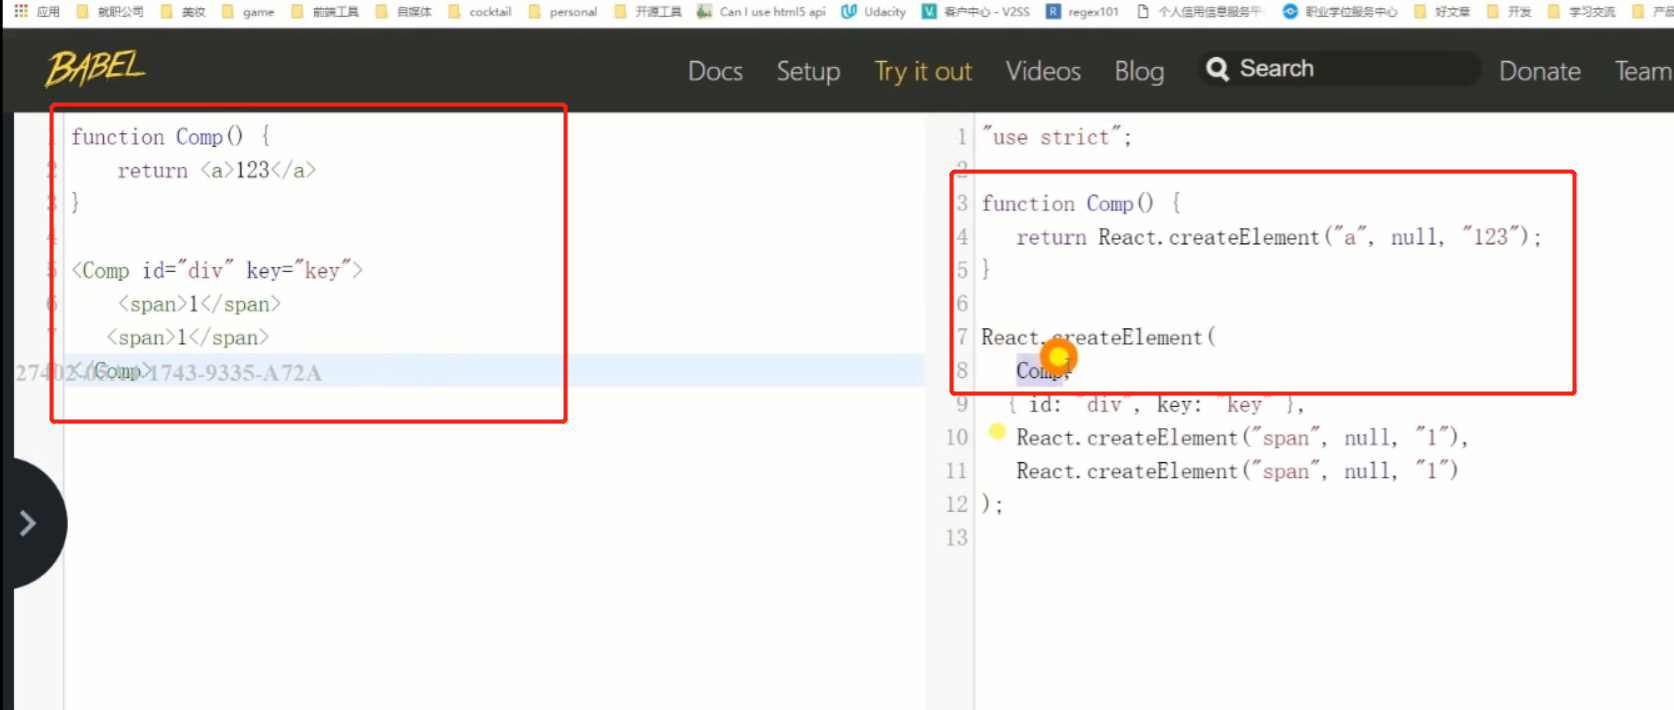 应用 就职公司 美妆 game 前端工具 自媒体 cocktail personal 开源工具 Can I use html5 api Udacity 客户中心 - V2SS regex101 个人信用信息服务平 职业学位服务中心 好文章 开发 学习交流 产品
BABEL Docs Setup Try it out Videos Blog Search Donate Team
1 function Comp() {
2 return <a>123</a>
3 }
4
5 <Comp id="div" key="key">
6 <span>1</span>
7 <span>1</span>
</Comp>
1 "use strict";
2
3 function Comp() {
4 return React.createElement("a", null, "123");
5 }
6
7 React.createElement(
8 Comp,
9 { id: "div", key: "key" },
10 React.createElement("span", null, "1"),
11 React.createElement("span", null, "1")
12 );
13